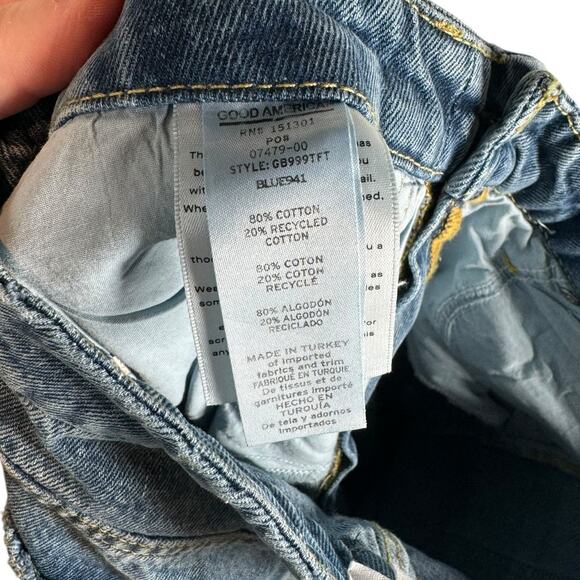 GOOD AMERICAN
RN# 151301
PO#
07479-00
STYLE: GB999TFT
BLUE941
80% COTTON
20% RECYCLED
COTTON
80% COTON
20% COTON
RECYCLÉ
80% ALGODÓN
20% ALGODÓN
RECICLADO
MADE IN TURKEY
of imported
fabrics and trim
FABRIQUÉ EN TURQUIE
De tissus et de
garnitures importé
HECHO EN
TURQUÍA
De tela y adornos
importados